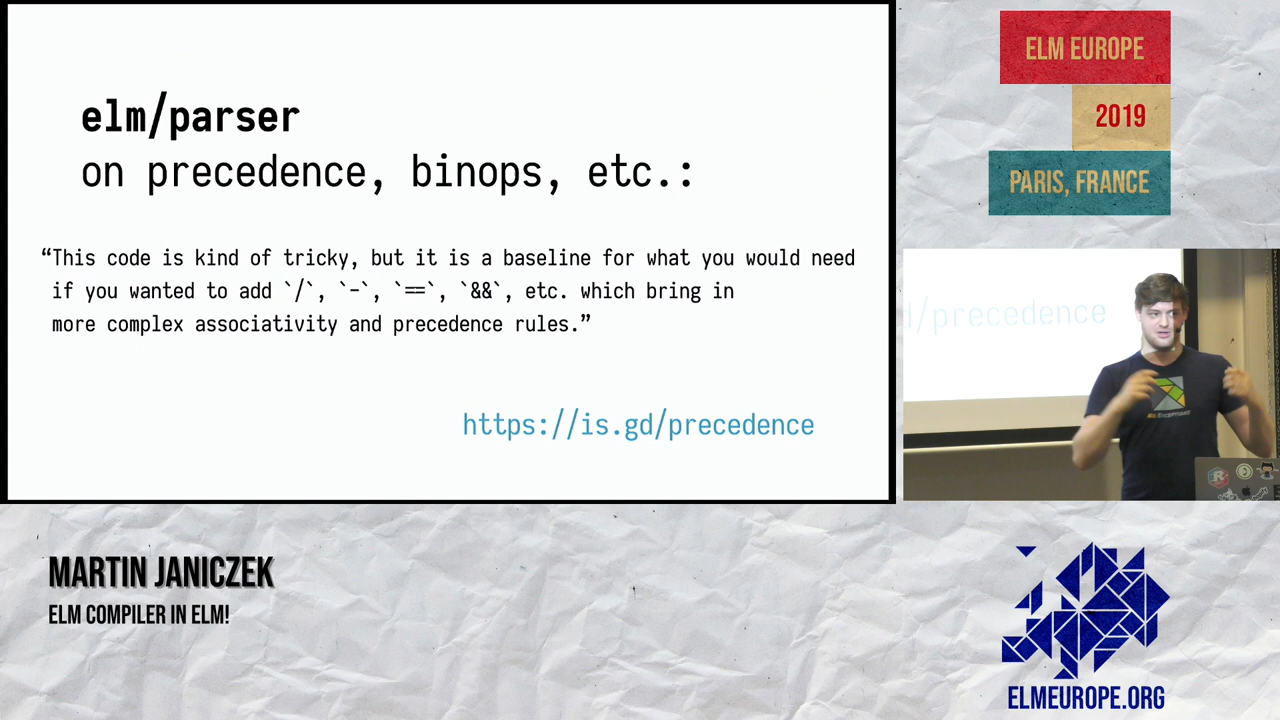 elm/parser
on precedence, binops, etc.:
“This code is kind of tricky, but it is a baseline for what you would need
if you wanted to add `/`, `-`, `==`, `&&`, etc. which bring in
more complex associativity and precedence rules.”
https://is.gd/precedence
ELM EUROPE
2019
PARIS, FRANCE
d/precedence
MARTIN JANICZEK
ELM COMPILER IN ELM!
ELMEUROPE.ORG